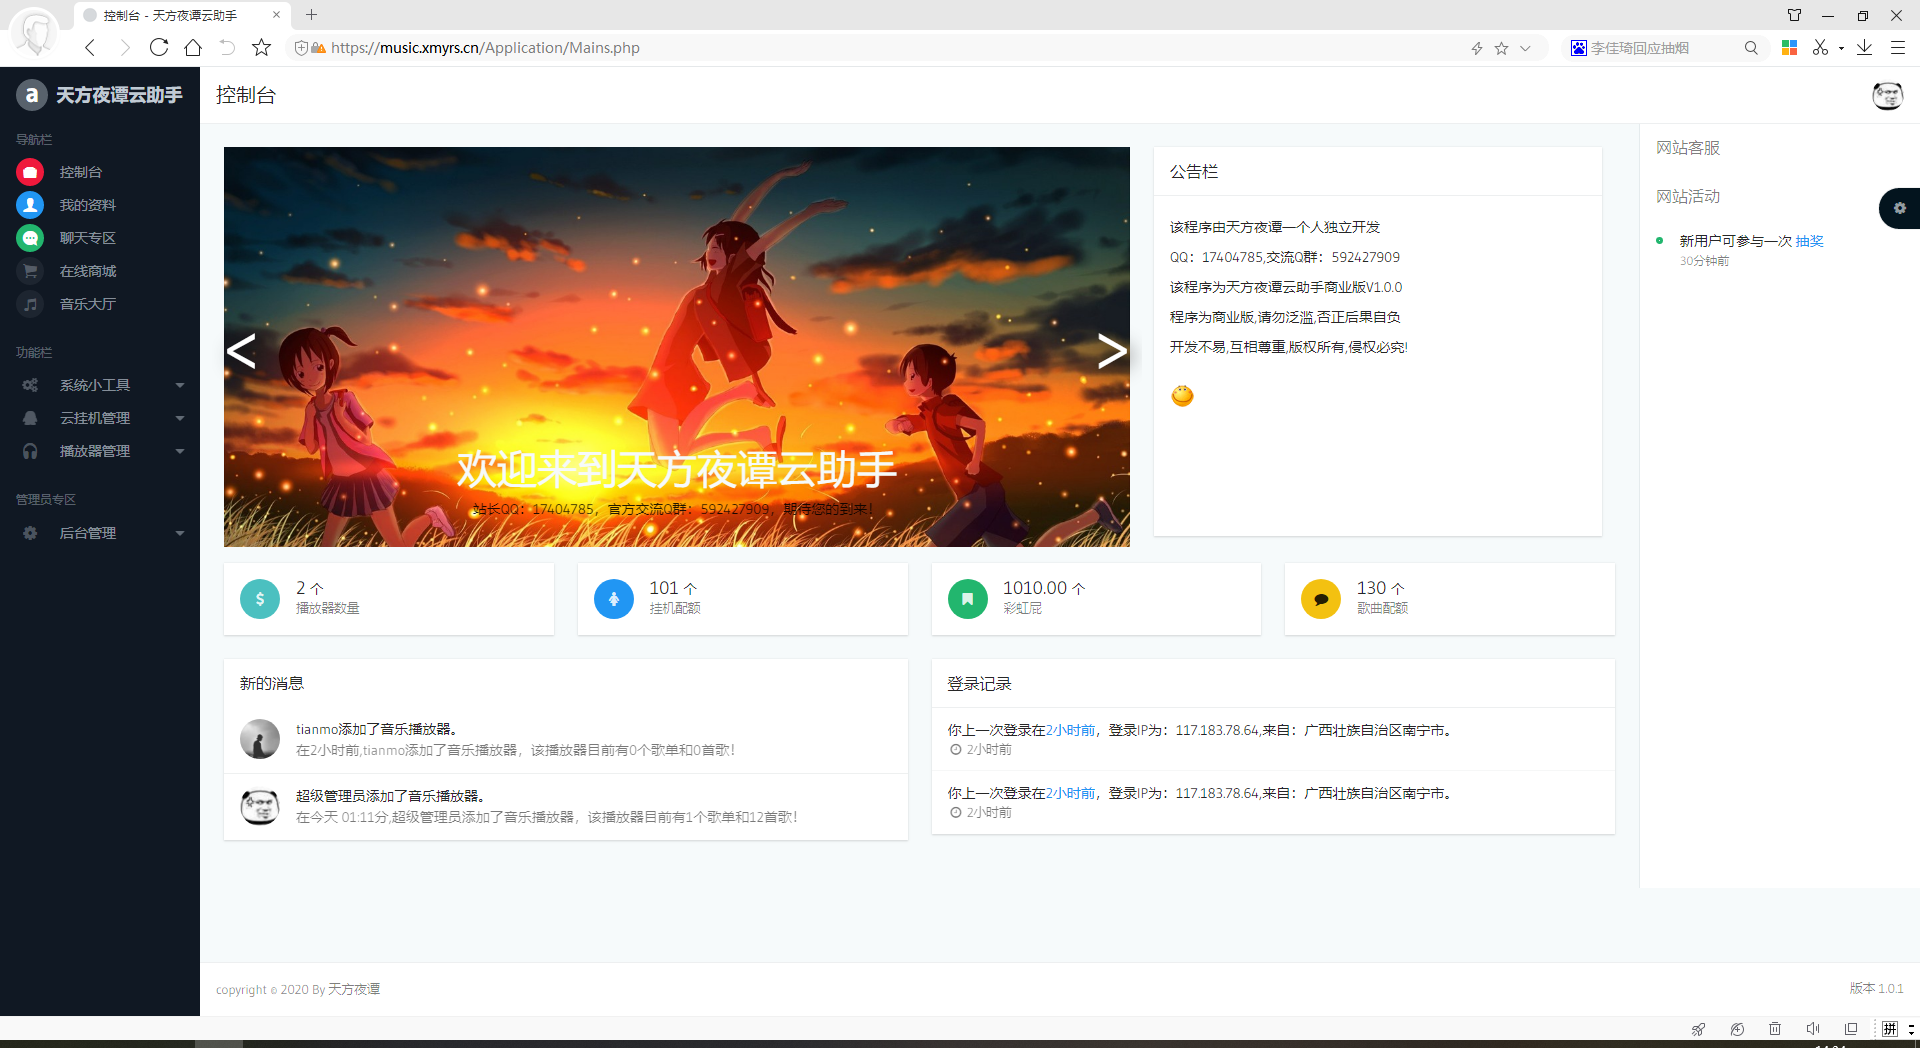 控制台 - 天方夜谭云助手
https://music.xmyrs.cn/Application/Mains.php
李佳琦回应抽烟
a 天方夜谭云助手
导航栏
控制台
我的资料
聊天专区
在线商城
音乐大厅
功能栏
系统小工具
云挂机管理
播放器管理
管理员专区
后台管理
控制台
欢迎来到天方夜谭云助手
站长QQ：17404785，官方交流Q群：592427909，期待您的到来！
公告栏
该程序由天方夜谭一个人独立开发
QQ：17404785,交流Q群：592427909
该程序为天方夜谭云助手商业版V1.0.0
程序为商业版,请勿泛滥,否正后果自负
开发不易,互相尊重,版权所有,侵权必究!
网站客服
网站活动
新用户可参与一次 抽奖
30分钟前
2 个
播放器数量
101 个
挂机配额
1010.00 个
彩虹屁
130 个
歌曲配额
新的消息
tianmo添加了音乐播放器。
在2小时前,tianmo添加了音乐播放器，该播放器目前有0个歌单和0首歌！
超级管理员添加了音乐播放器。
在今天 01:11分,超级管理员添加了音乐播放器，该播放器目前有1个歌单和12首歌！
登录记录
你上一次登录在2小时前，登录IP为：117.183.78.64,来自：广西壮族自治区南宁市。
2小时前
你上一次登录在2小时前，登录IP为：117.183.78.64,来自：广西壮族自治区南宁市。
2小时前
copyright © 2020 By 天方夜谭
版本 1.0.1
拼